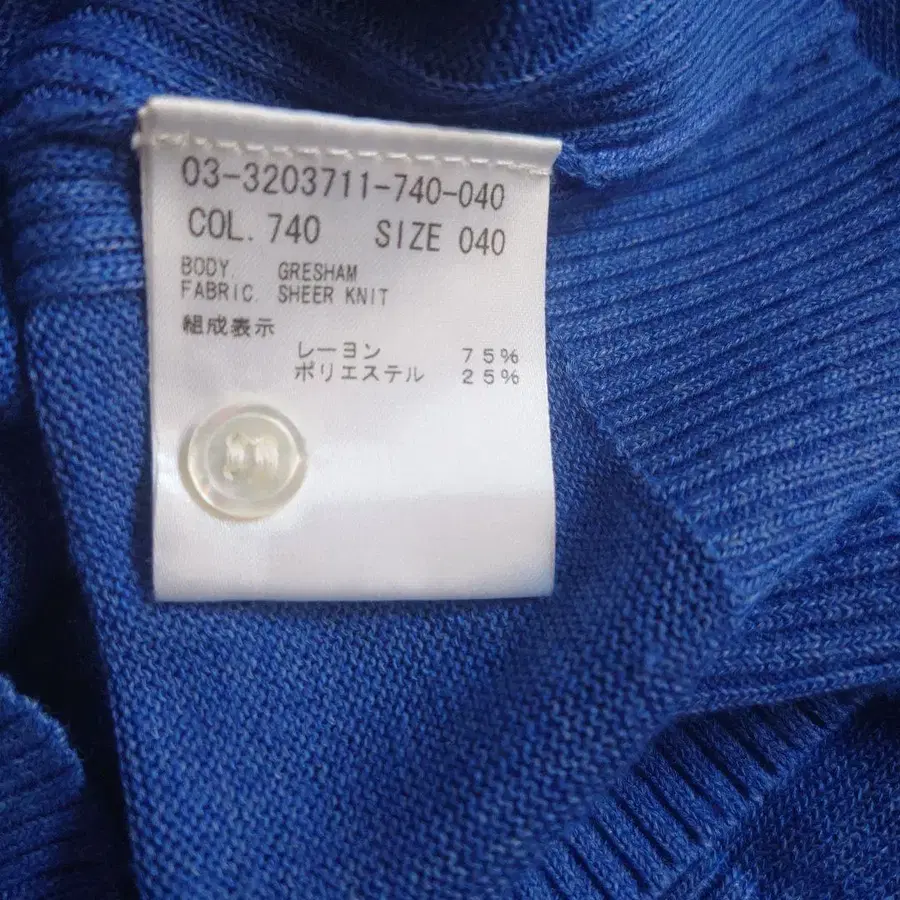 03-3203711-740-040
COL. 740 SIZE 040
BODY. GRESHAM
FABRIC. SHEER KNIT
組成表示
レーヨン 75%
ポリエステル 25%